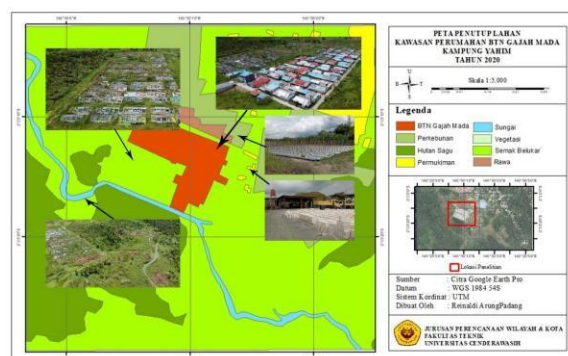 PETA PENUTUP LAHAN
KAWASAN PERUMAHAN BTN GAJAH MADA
KAMPUNG YAHIM
TAHUN 2020
Skala 1:5,000
Legenda
BTN Gajah Mada
Perkebunan
Hutan Sagu
Permukiman
Sungai
Vegetasi
Semak Belukar
Rawa
Lokasi Penelitian
Sumber : Citra Google Earth Pro
Datum : WGS 1984 54S
Sistem Kordinat : UTM
Dibuat Oleh : Reinaldi ArungPadang
JURUSAN PERENCANAAN WILAYAH & KOTA
FAKULTAS TEKNIK
UNIVERSITAS CENDERAWASIH